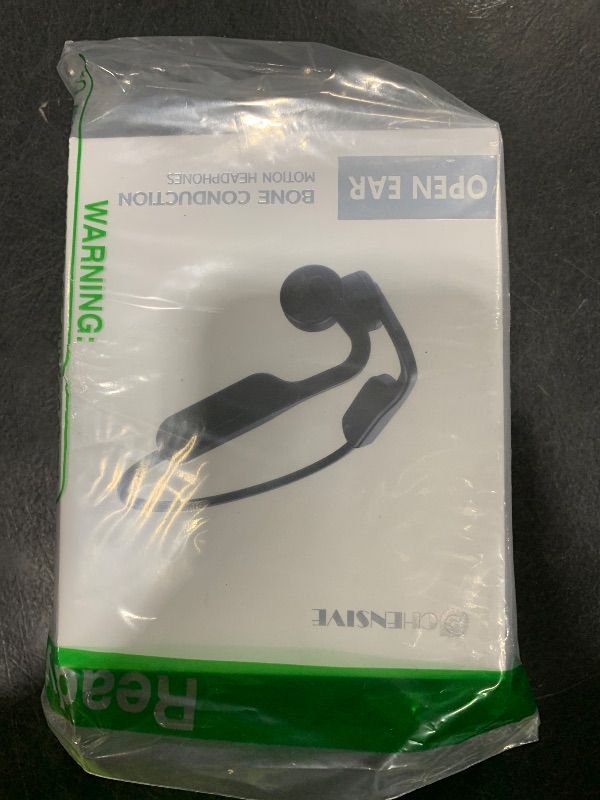 OHENSIVE
OPEN EAR
BONE CONDUCTION
MOTION HEADPHONES
WARNING:
Read